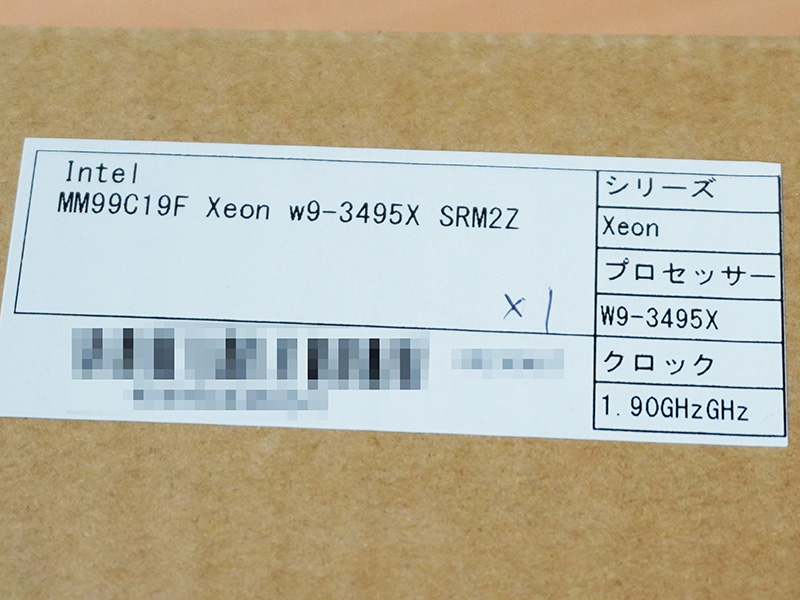 Intel
MM99C19F Xeon w9-3495X SRM2Z
× 1
シリーズ
Xeon
プロセッサー
W9-3495X
クロック
1.90GHzGHz